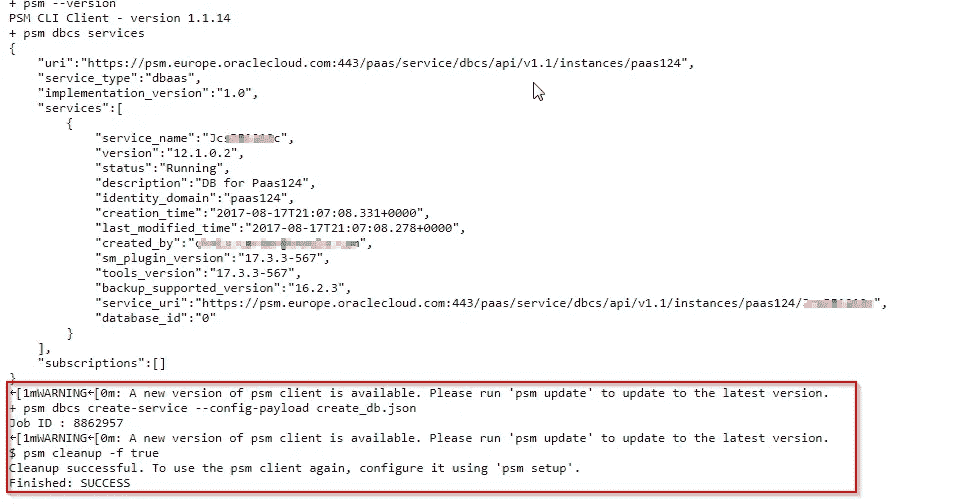 + psm --version
PSM CLI Client - version 1.1.14
+ psm dbcs services
{
"uri":"https://psm.europe.oraclecloud.com:443/paas/service/dbcs/api/v1.1/instances/paas124",
"service_type":"dbaas",
"implementation_version":"1.0",
"services":[
{
"service_name":"Jcs c",
"version":"12.1.0.2",
"status":"Running",
"description":"DB for Paas124",
"identity_domain":"paas124",
"creation_time":"2017-08-17T21:07:08.331+0000",
"last_modified_time":"2017-08-17T21:07:08.278+0000",
"created_by":" ",
"sm_plugin_version":"17.3.3-567",
"tools_version":"17.3.3-567",
"backup_supported_version":"16.2.3",
"service_uri":"https://psm.europe.oraclecloud.com:443/paas/service/dbcs/api/v1.1/instances/paas124/ ",
"database_id":"0"
}
],
"subscriptions":[]
}
←[1mWARNING←[0m: A new version of psm client is available. Please run 'psm update' to update to the latest version.
+ psm dbcs create-service --config-payload create_db.json
Job ID : 8862957
←[1mWARNING←[0m: A new version of psm client is available. Please run 'psm update' to update to the latest version.
$ psm cleanup -f true
Cleanup successful. To use the psm client again, configure it using 'psm setup'.
Finished: SUCCESS